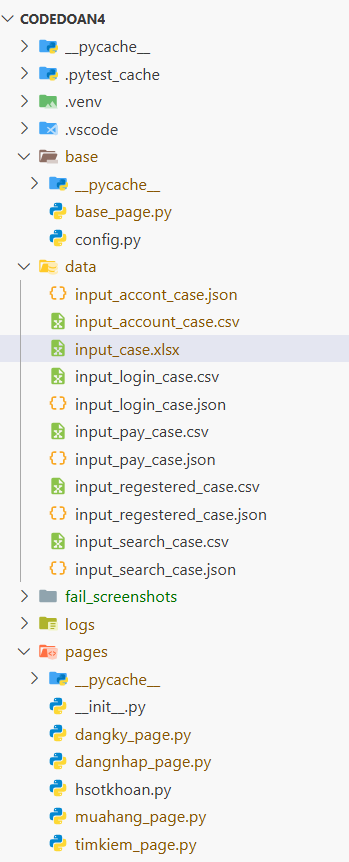 CODEDOAN4
__pycache__
.pytest_cache
.venv
.vscode
base
__pycache__
base_page.py
config.py
data
input_accont_case.json
input_account_case.csv
input_case.xlsx
input_login_case.csv
input_login_case.json
input_pay_case.csv
input_pay_case.json
input_regestered_case.csv
input_regestered_case.json
input_search_case.csv
input_search_case.json
fail_screenshots
logs
pages
__pycache__
__init__.py
dangky_page.py
dangnhap_page.py
hsotkhoan.py
muahang_page.py
timkiem_page.py